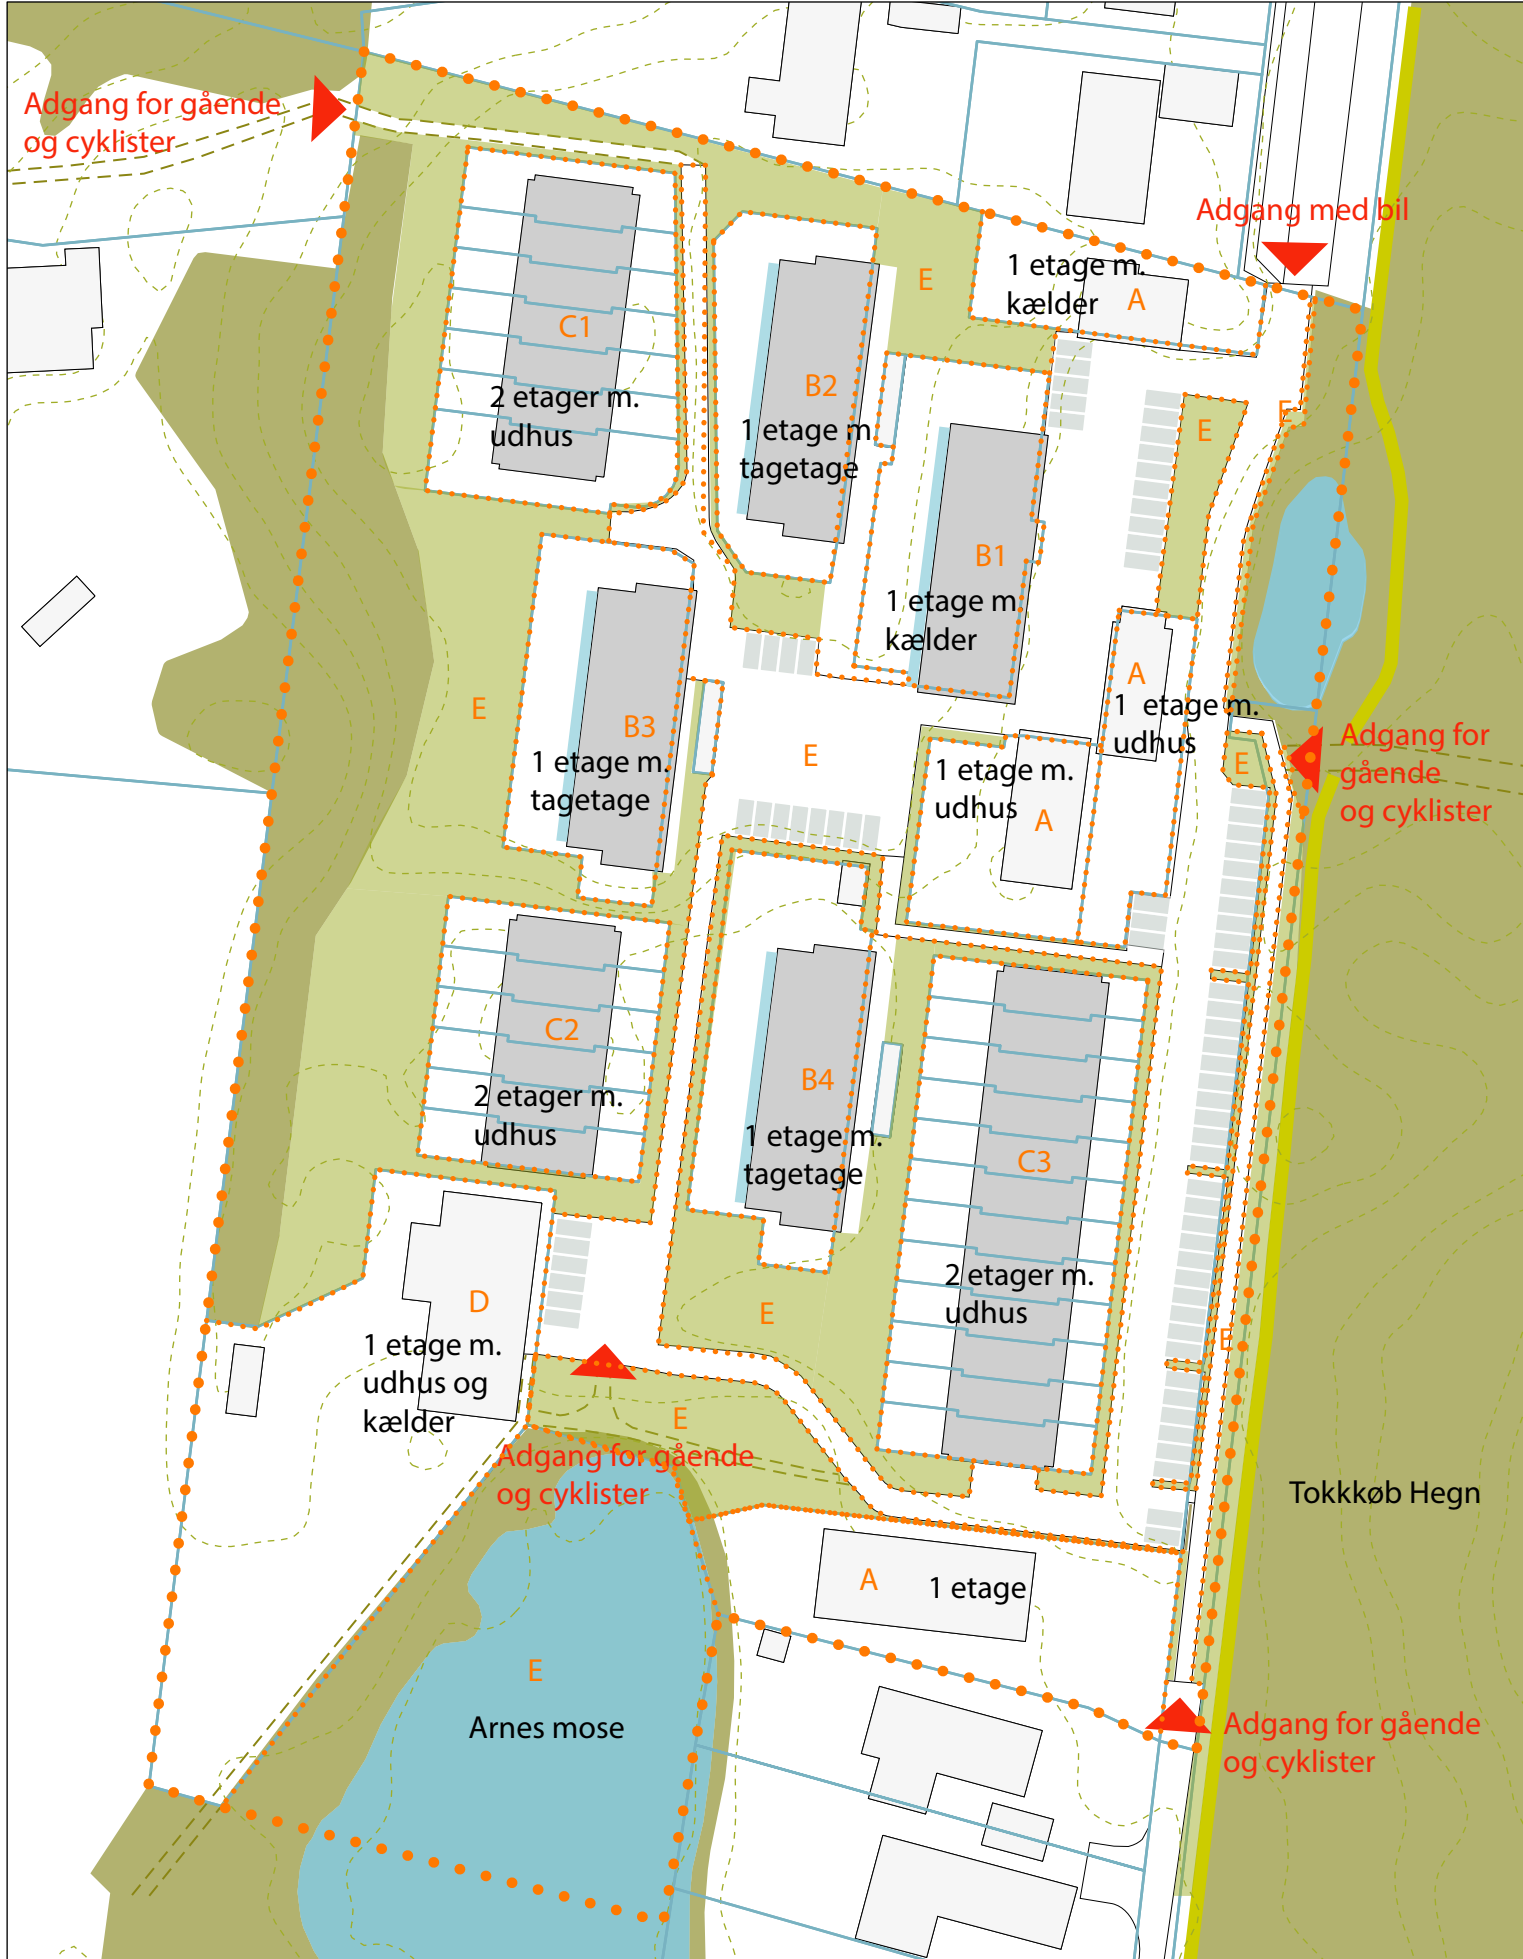 Adgang for gående
og cyklister
Adgang med bil
1 etage m.
kælder
A
E
C1
2 etager m.
udhus
B2
1 etage m
tagetage
E
E
B1
1 etage m
kælder
A
1 etage m.
udhus
E
B3
1 etage m.
tagetage
E
1 etage m.
udhus
A
E
Adgang for
gående
og cyklister
C2
2 etager m.
udhus
B4
1 etage m.
tagetage
C3
2 etager m.
udhus
D
1 etage m.
udhus og
kælder
E
E
E
Adgang for gående
og cyklister
Tokkkøb Hegn
A
1 etage
E
Arnes mose
Adgang for gående
og cyklister